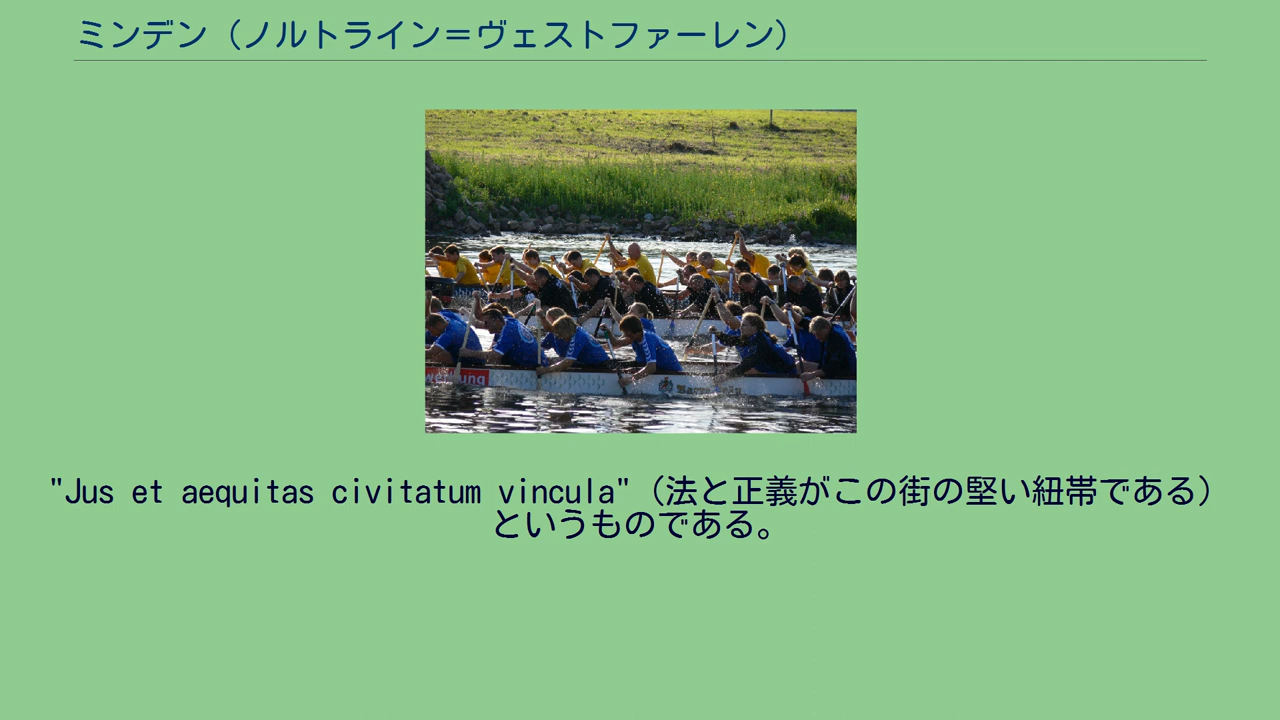 ミンデン（ノルトライン＝ヴェストファーレン）
"Jus et aequitas civitatum vincula"（法と正義がこの街の堅い紐帯である）
というものである。